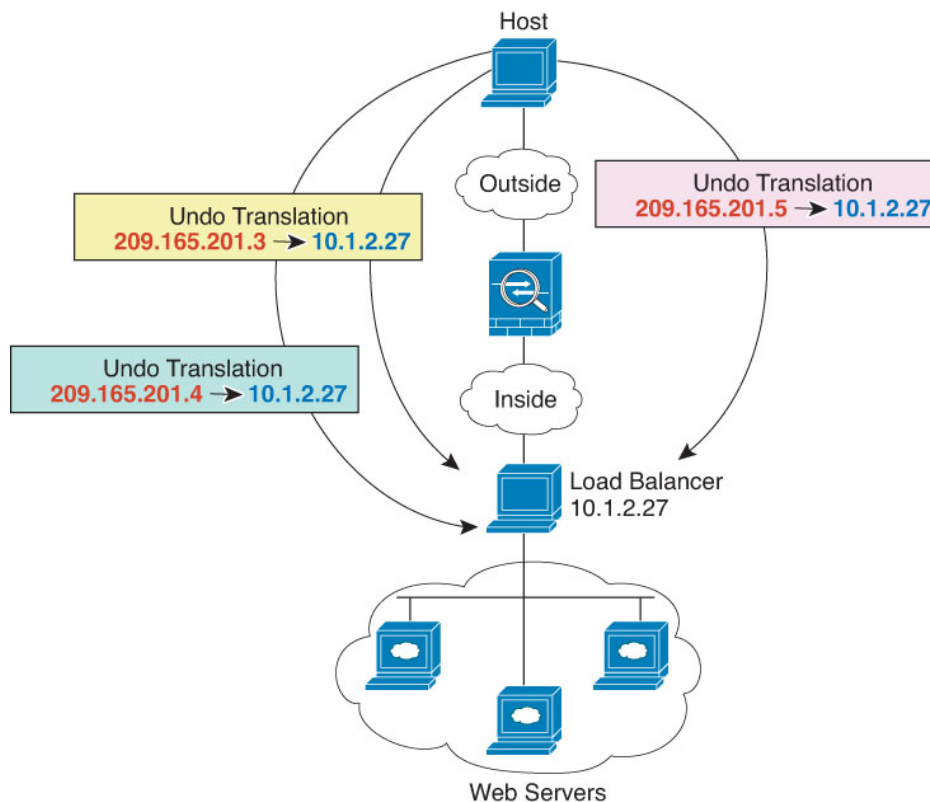 Host
Outside
Undo Translation
209.165.201.3 → 10.1.2.27
Undo Translation
209.165.201.5 → 10.1.2.27
Undo Translation
209.165.201.4 → 10.1.2.27
Inside
Load Balancer
10.1.2.27
Web Servers